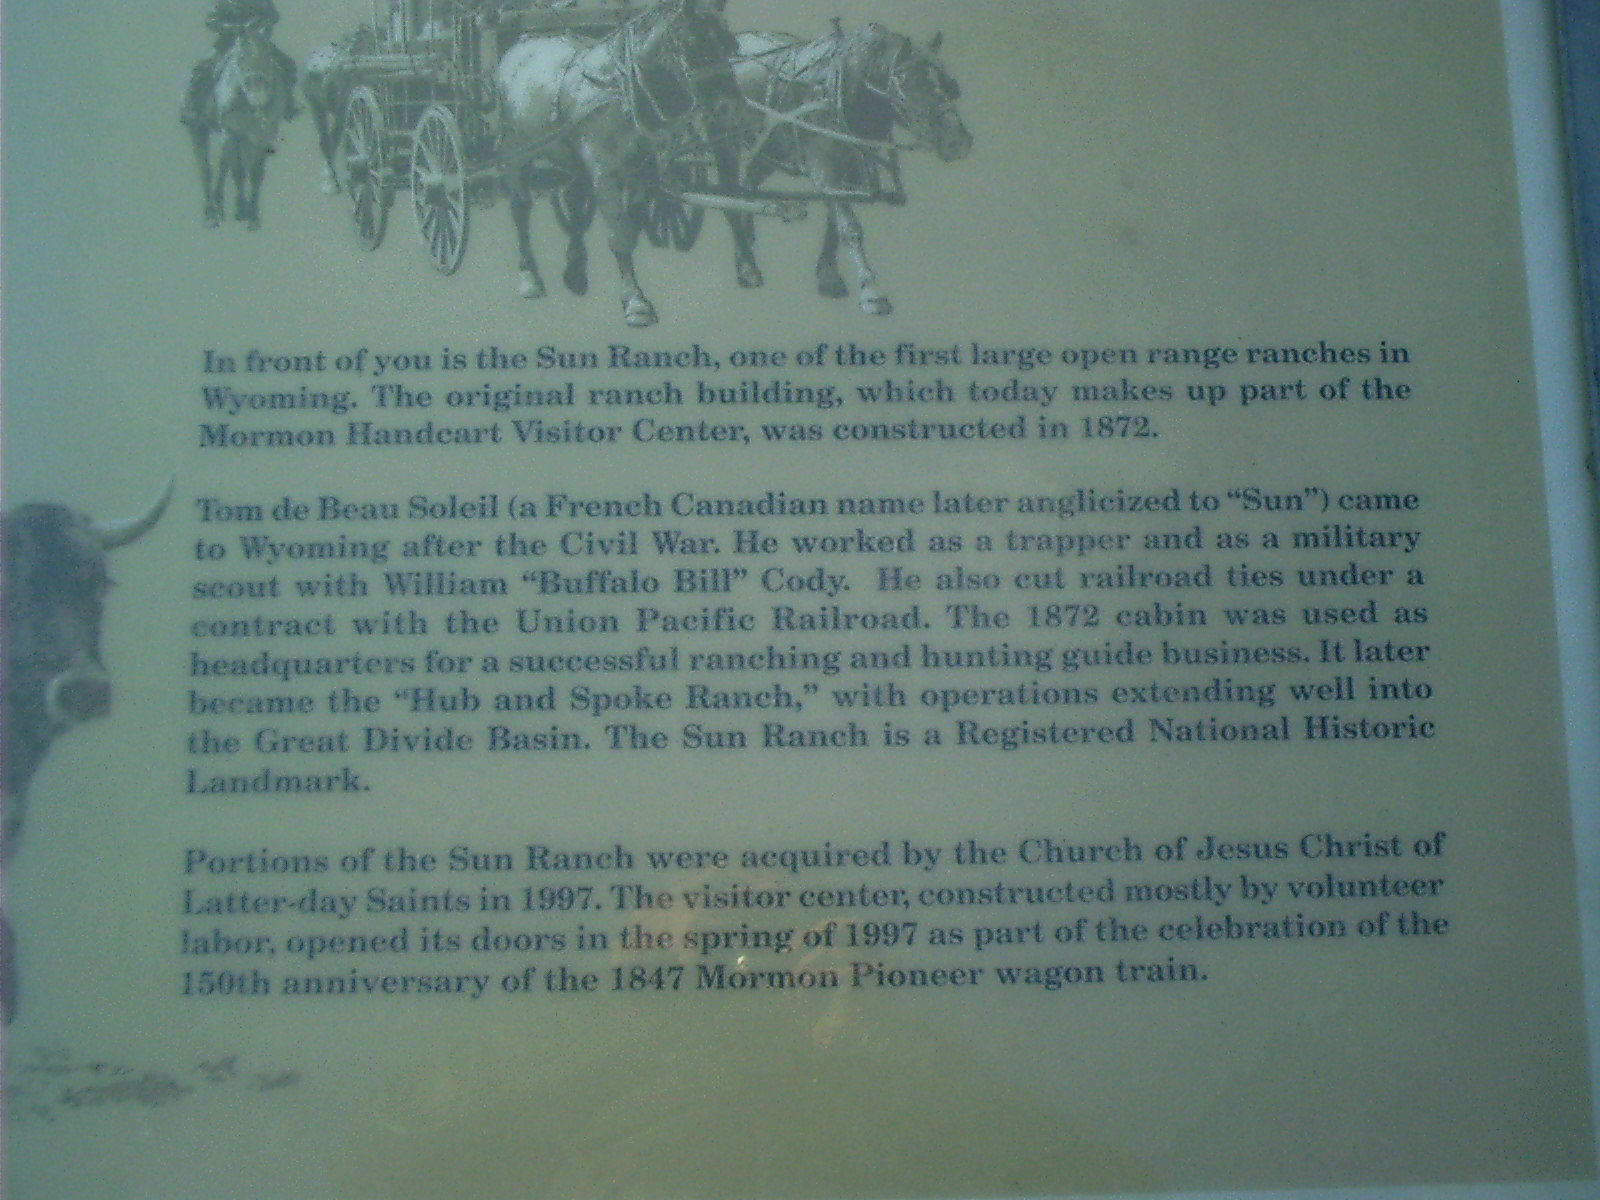 In front of you is the Sun Ranch, one of the first large open range ranches in
Wyoming. The original ranch building, which today makes up part of the
Mormon Handcart Visitor Center, was constructed in 1872.
Tom de Beau Soleil (a French Canadian name later anglicized to “Sun”) came
to Wyoming after the Civil War. He worked as a trapper and as a military
scout with William “Buffalo Bill” Cody. He also cut railroad ties under a
contract with the Union Pacific Railroad. The 1872 cabin was used as
headquarters for a successful ranching and hunting guide business. It later
became the “Hub and Spoke Ranch,” with operations extending well into
the Great Divide Basin. The Sun Ranch is a Registered National Historic
Landmark.
Portions of the Sun Ranch were acquired by the Church of Jesus Christ of
Latter-day Saints in 1997. The visitor center, constructed mostly by volunteer
labor, opened its doors in the spring of 1997 as part of the celebration of the
150th anniversary of the 1847 Mormon Pioneer wagon train.